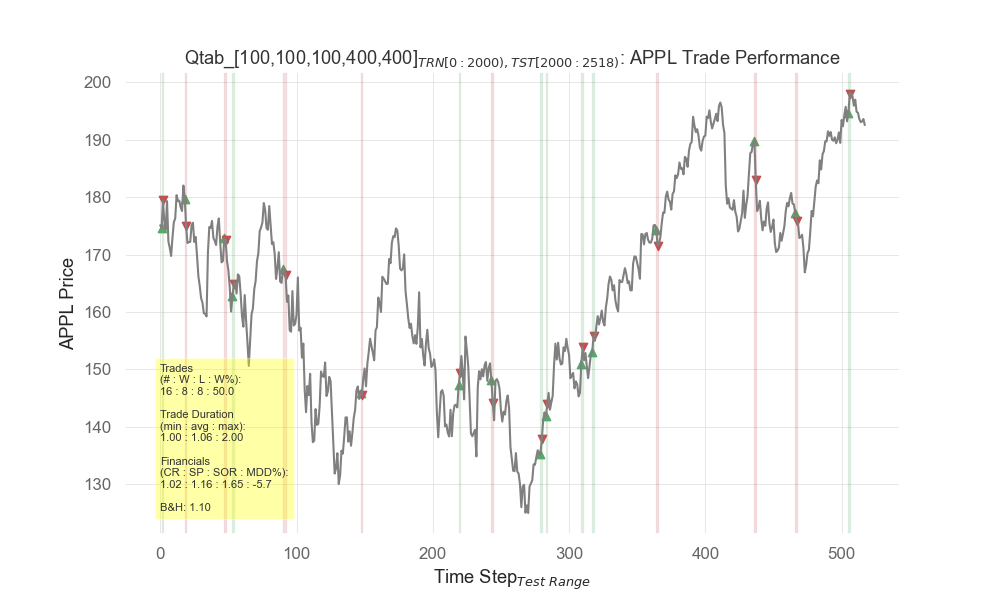 Qtab_[100,100,100,400,400]TRN[0 : 2000), TST[2000 : 2518): APPL Trade Performance
200
190
180
170
160
150
140
130
APPL Price
Trades
(# : W : L : W%):
16 : 8 : 8 : 50.0
Trade Duration
(min : avg : max):
1.00 : 1.06 : 2.00
Financials
(CR : SP : SOR : MDD%):
1.02 : 1.16 : 1.65 : -5.7
B&H: 1.10
0 100 200 300 400 500
Time StepTest Range